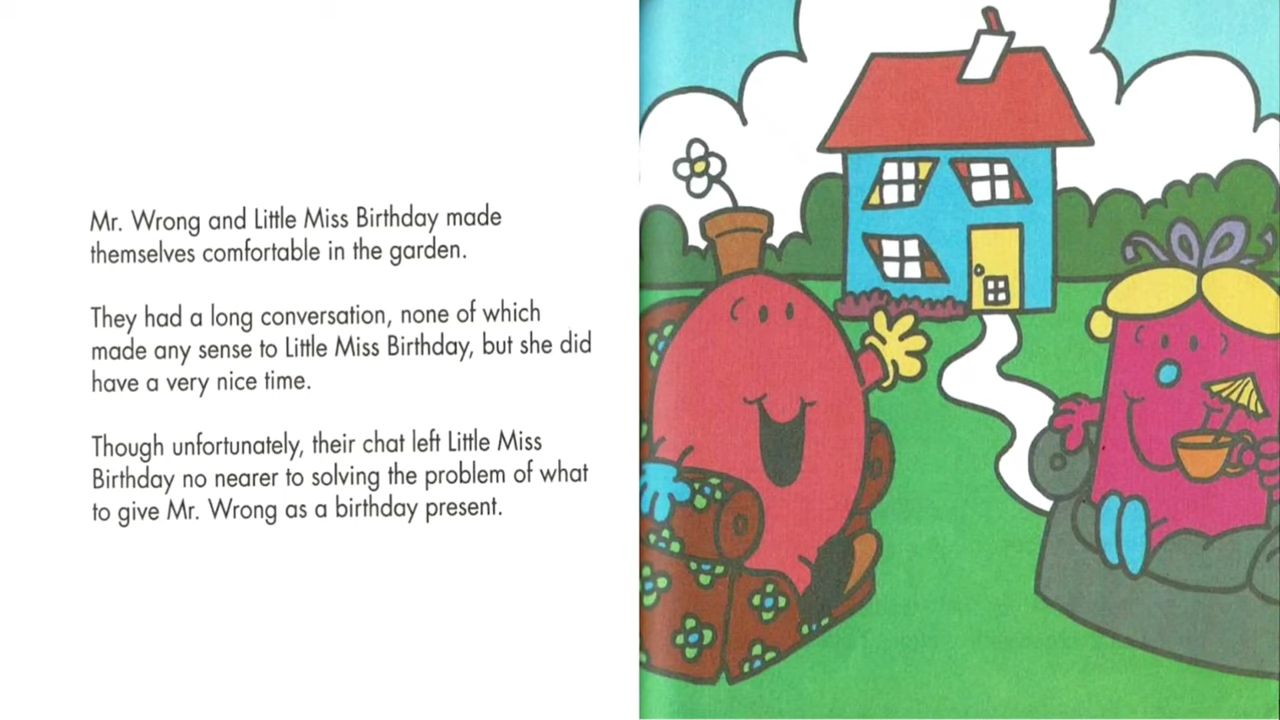 Mr. Wrong and Little Miss Birthday made
themselves comfortable in the garden.
They had a long conversation, none of which
made any sense to Little Miss Birthday, but she did
have a very nice time.
Though unfortunately, their chat left Little Miss
Birthday no nearer to solving the problem of what
to give Mr. Wrong as a birthday present.